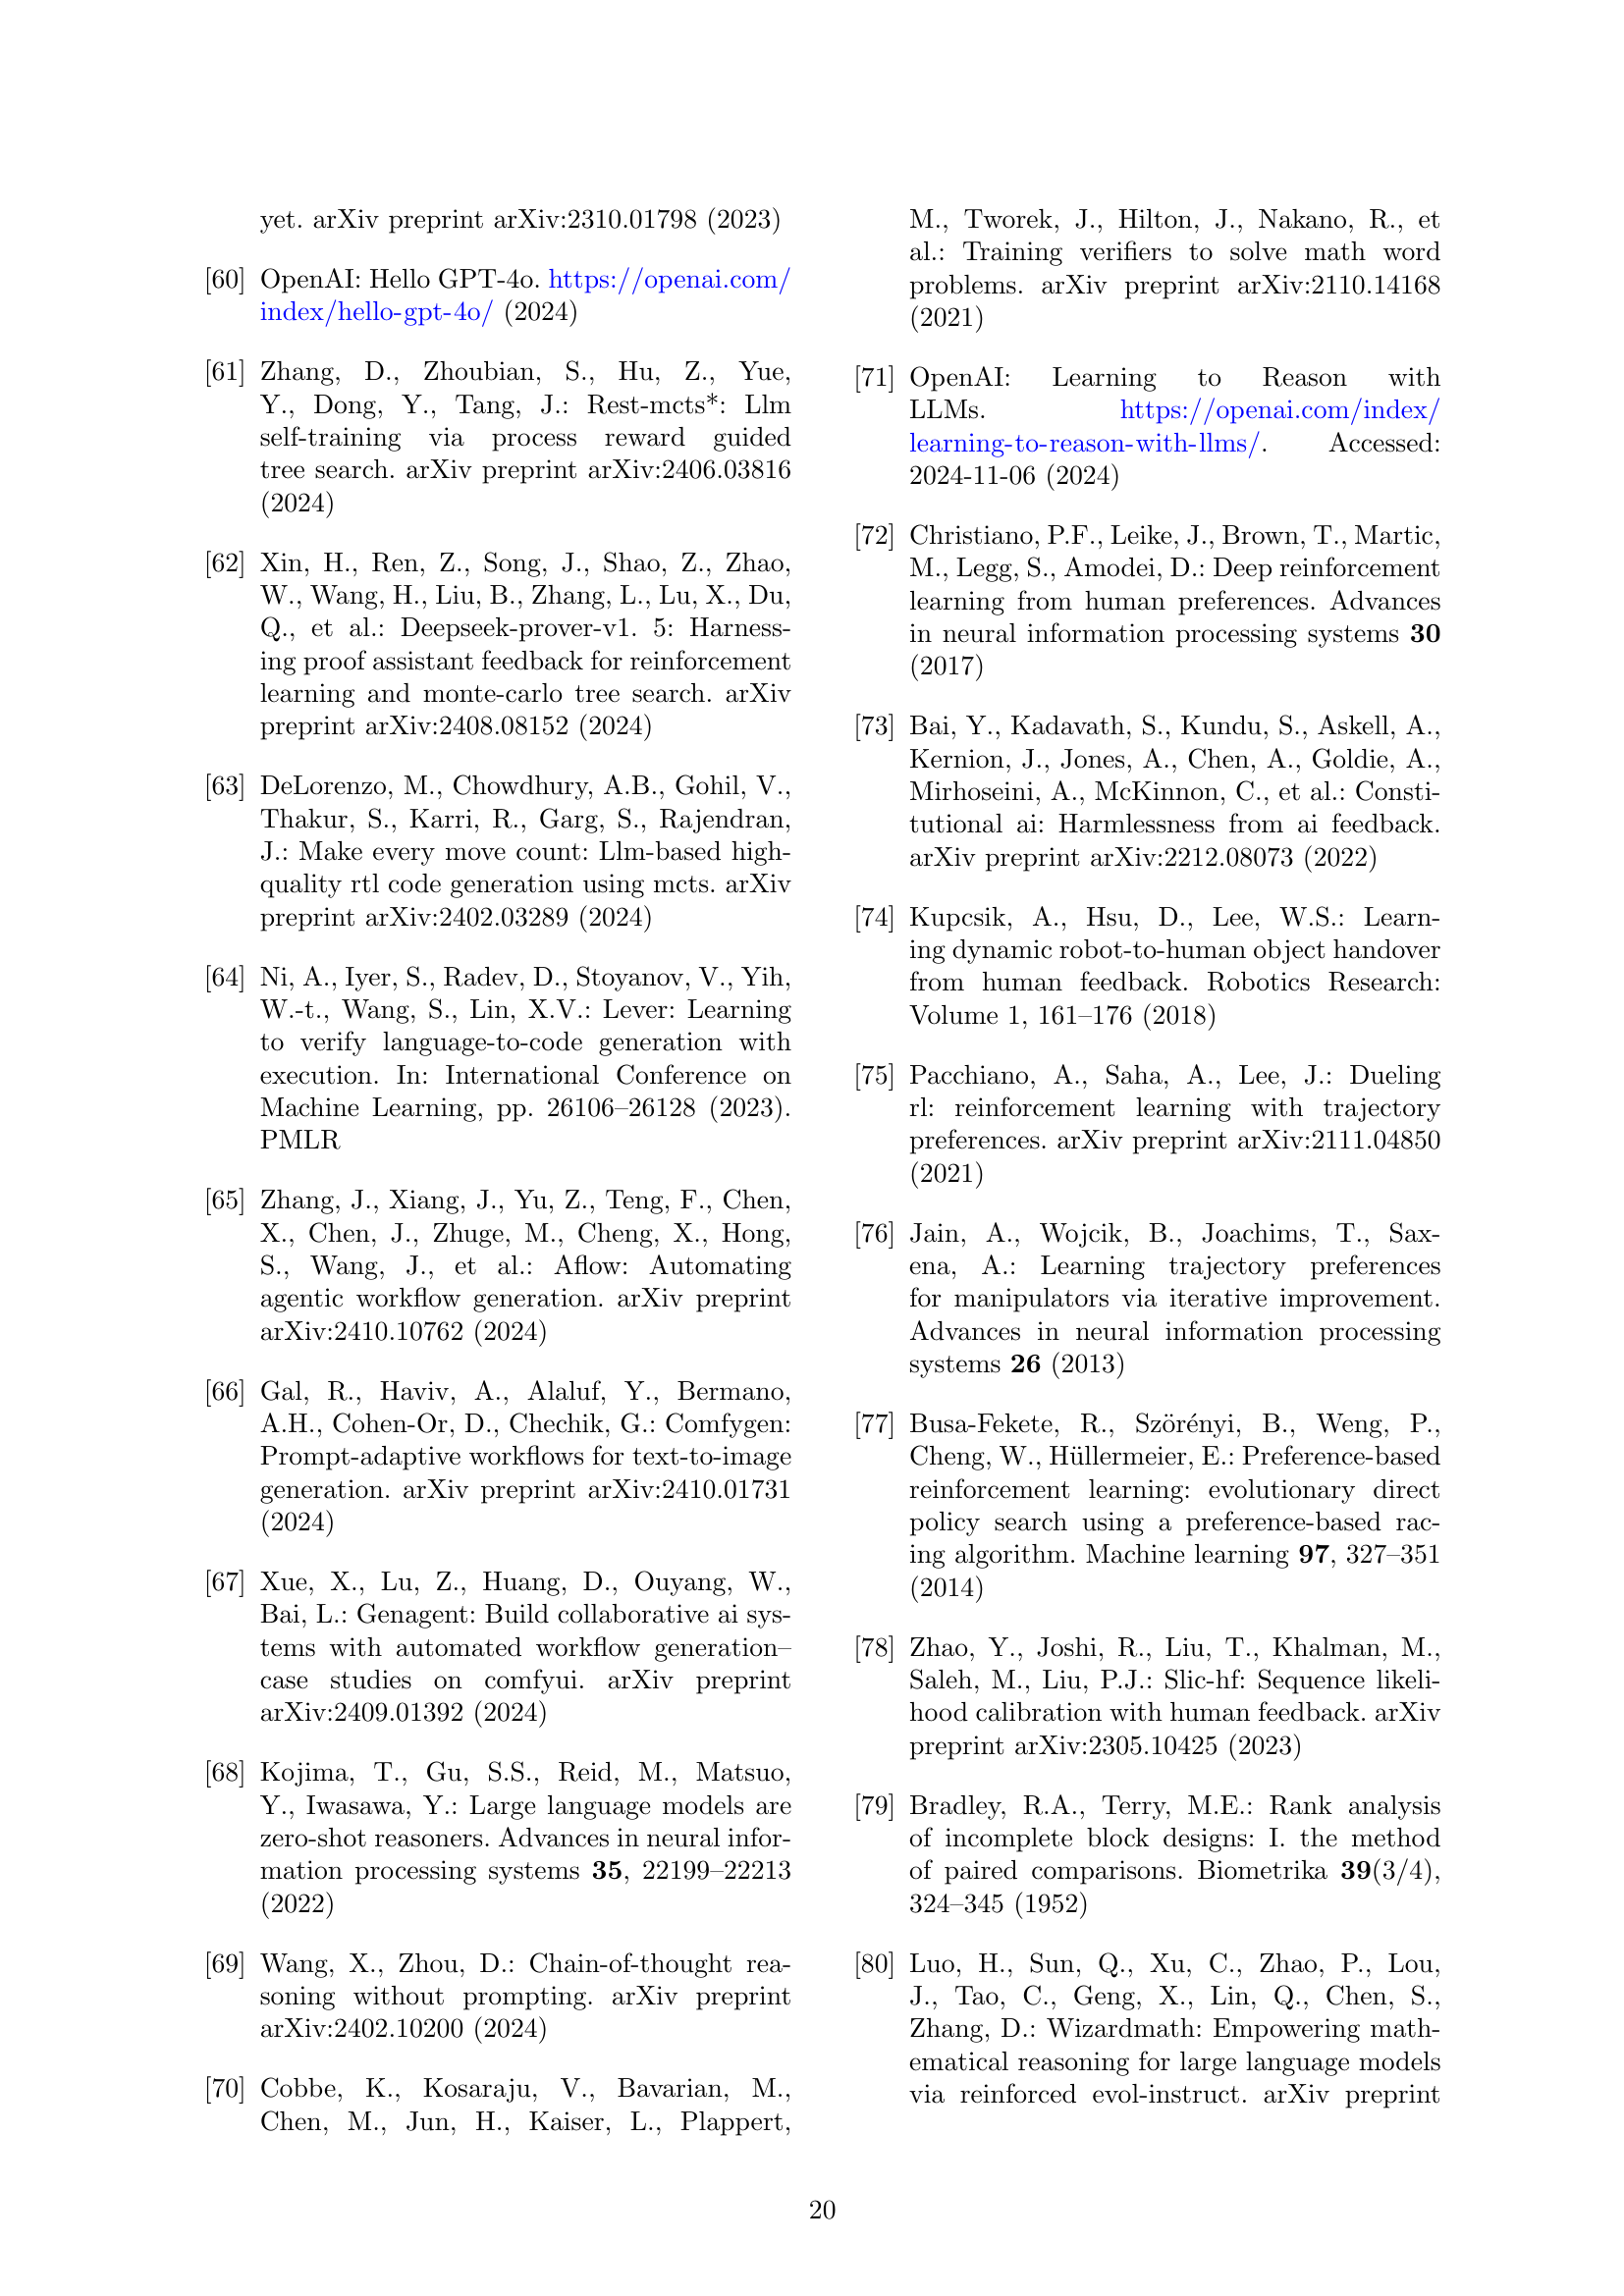 yet. arXiv preprint arXiv:2310.01798 (2023)
[60] OpenAI: Hello GPT-4o. https://openai.com/
index/hello-gpt-4o/ (2024)
[61] Zhang, D., Zhoubian, S., Hu, Z., Yue,
Y., Dong, Y., Tang, J.: Rest-mcts*: Llm
self-training via process reward guided
tree search. arXiv preprint arXiv:2406.03816
(2024)
[62] Xin, H., Ren, Z., Song, J., Shao, Z., Zhao,
W., Wang, H., Liu, B., Zhang, L., Lu, X., Du,
Q., et al.: Deepseek-prover-v1. 5: Harness-
ing proof assistant feedback for reinforcement
learning and monte-carlo tree search. arXiv
preprint arXiv:2408.08152 (2024)
[63] DeLorenzo, M., Chowdhury, A.B., Gohil, V.,
Thakur, S., Karri, R., Garg, S., Rajendran,
J.: Make every move count: Llm-based high-
quality rtl code generation using mcts. arXiv
preprint arXiv:2402.03289 (2024)
[64] Ni, A., Iyer, S., Radev, D., Stoyanov, V., Yih,
W.-t., Wang, S., Lin, X.V.: Lever: Learning
to verify language-to-code generation with
execution. In: International Conference on
Machine Learning, pp. 26106–26128 (2023).
PMLR
[65] Zhang, J., Xiang, J., Yu, Z., Teng, F., Chen,
X., Chen, J., Zhuge, M., Cheng, X., Hong,
S., Wang, J., et al.: Aflow: Automating
agentic workflow generation. arXiv preprint
arXiv:2410.10762 (2024)
[66] Gal, R., Haviv, A., Alaluf, Y., Bermano,
A.H., Cohen-Or, D., Chechik, G.: Comfygen:
Prompt-adaptive workflows for text-to-image
generation. arXiv preprint arXiv:2410.01731
(2024)
[67] Xue, X., Lu, Z., Huang, D., Ouyang, W.,
Bai, L.: Genagent: Build collaborative ai sys-
tems with automated workflow generation–
case studies on comfyui. arXiv preprint
arXiv:2409.01392 (2024)
[68] Kojima, T., Gu, S.S., Reid, M., Matsuo,
Y., Iwasawa, Y.: Large language models are
zero-shot reasoners. Advances in neural infor-
mation processing systems 35, 22199–22213
(2022)
[69] Wang, X., Zhou, D.: Chain-of-thought rea-
soning without prompting. arXiv preprint
arXiv:2402.10200 (2024)
[70] Cobbe, K., Kosaraju, V., Bavarian, M.,
Chen, M., Jun, H., Kaiser, L., Plappert,
M., Tworek, J., Hilton, J., Nakano, R., et
al.: Training verifiers to solve math word
problems. arXiv preprint arXiv:2110.14168
(2021)
[71] OpenAI: Learning to Reason with
LLMs. https://openai.com/index/
learning-to-reason-with-llms/. Accessed:
2024-11-06 (2024)
[72] Christiano, P.F., Leike, J., Brown, T., Martic,
M., Legg, S., Amodei, D.: Deep reinforcement
learning from human preferences. Advances
in neural information processing systems 30
(2017)
[73] Bai, Y., Kadavath, S., Kundu, S., Askell, A.,
Kernion, J., Jones, A., Chen, A., Goldie, A.,
Mirhoseini, A., McKinnon, C., et al.: Consti-
tutional ai: Harmlessness from ai feedback.
arXiv preprint arXiv:2212.08073 (2022)
[74] Kupcsik, A., Hsu, D., Lee, W.S.: Learn-
ing dynamic robot-to-human object handover
from human feedback. Robotics Research:
Volume 1, 161–176 (2018)
[75] Pacchiano, A., Saha, A., Lee, J.: Dueling
rl: reinforcement learning with trajectory
preferences. arXiv preprint arXiv:2111.04850
(2021)
[76] Jain, A., Wojcik, B., Joachims, T., Sax-
ena, A.: Learning trajectory preferences
for manipulators via iterative improvement.
Advances in neural information processing
systems 26 (2013)
[77] Busa-Fekete, R., Szörényi, B., Weng, P.,
Cheng, W., Hüllermeier, E.: Preference-based
reinforcement learning: evolutionary direct
policy search using a preference-based rac-
ing algorithm. Machine learning 97, 327–351
(2014)
[78] Zhao, Y., Joshi, R., Liu, T., Khalman, M.,
Saleh, M., Liu, P.J.: Slic-hf: Sequence likeli-
hood calibration with human feedback. arXiv
preprint arXiv:2305.10425 (2023)
[79] Bradley, R.A., Terry, M.E.: Rank analysis
of incomplete block designs: I. the method
of paired comparisons. Biometrika 39(3/4),
324–345 (1952)
[80] Luo, H., Sun, Q., Xu, C., Zhao, P., Lou,
J., Tao, C., Geng, X., Lin, Q., Chen, S.,
Zhang, D.: Wizardmath: Empowering math-
ematical reasoning for large language models
via reinforced evol-instruct. arXiv preprint
20